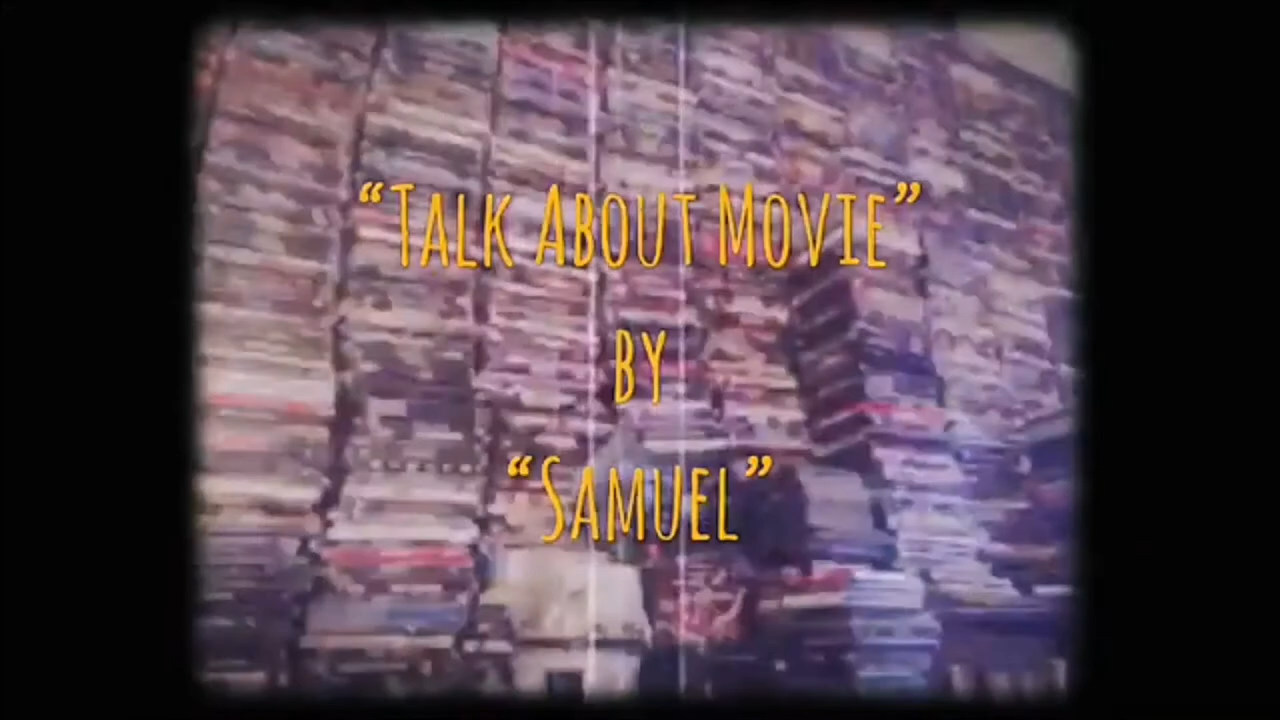 “Talk About Movie”
by
“Samuel”